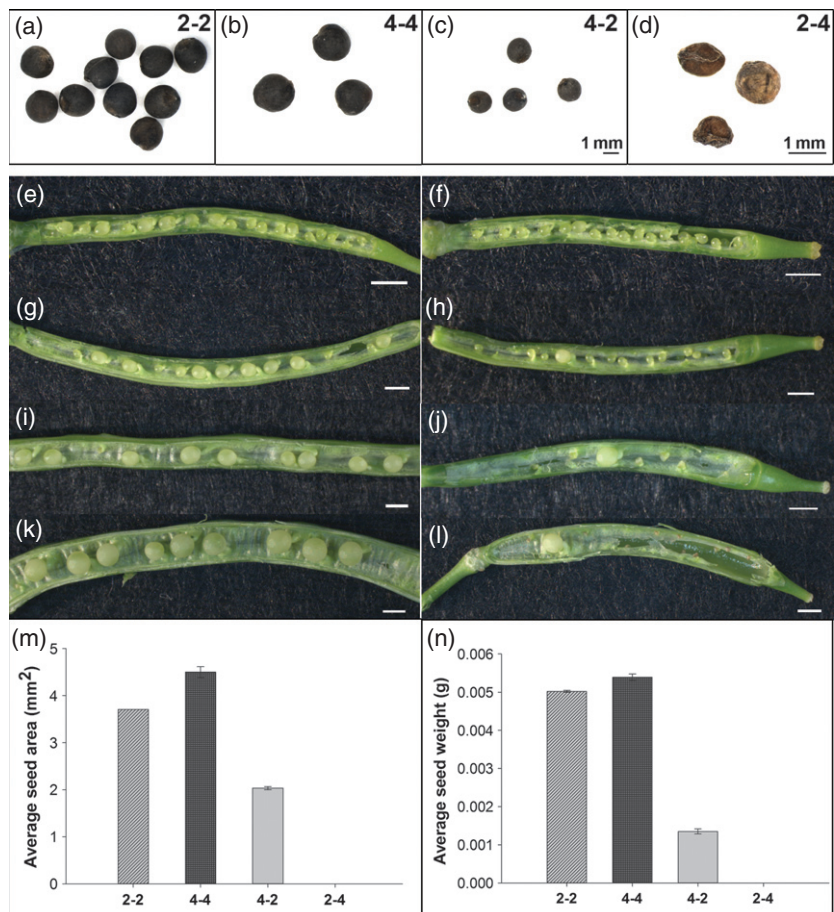 (a) 2-2
(b) 4-4
(c) 4-2
1 mm
(d) 2-4
1 mm
(e)
(f)
(g)
(h)
(i)
(j)
(k)
(l)
(m)
Average seed area (mm²)
5
4
3
2
1
0
2-2 4-4 4-2 2-4
(n)
Average seed weight (g)
0.006
0.005
0.004
0.003
0.002
0.001
0.000
2-2 4-4 4-2 2-4